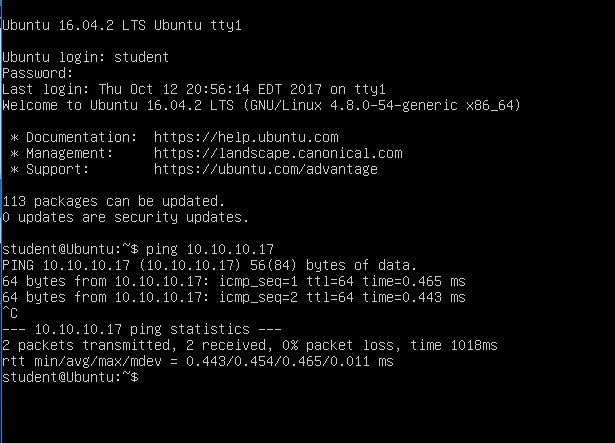 Ubuntu 16.04.2 LTS Ubuntu tty1
Ubuntu login: student
Password:
Last login: Thu Oct 12 20:56:14 EDT 2017 on tty1
Welcome to Ubuntu 16.04.2 LTS (GNU/Linux 4.8.0-54-generic x86_64)
* Documentation:  https://help.ubuntu.com
* Management:     https://landscape.canonical.com
* Support:        https://ubuntu.com/advantage
113 packages can be updated.
0 updates are security updates.
student@Ubuntu:~$ ping 10.10.10.17
PING 10.10.10.17 (10.10.10.17) 56(84) bytes of data.
64 bytes from 10.10.10.17: icmp_seq=1 ttl=64 time=0.465 ms
64 bytes from 10.10.10.17: icmp_seq=2 ttl=64 time=0.443 ms
^C
--- 10.10.10.17 ping statistics ---
2 packets transmitted, 2 received, 0% packet loss, time 1018ms
rtt min/avg/max/mdev = 0.443/0.454/0.465/0.011 ms
student@Ubuntu:~$